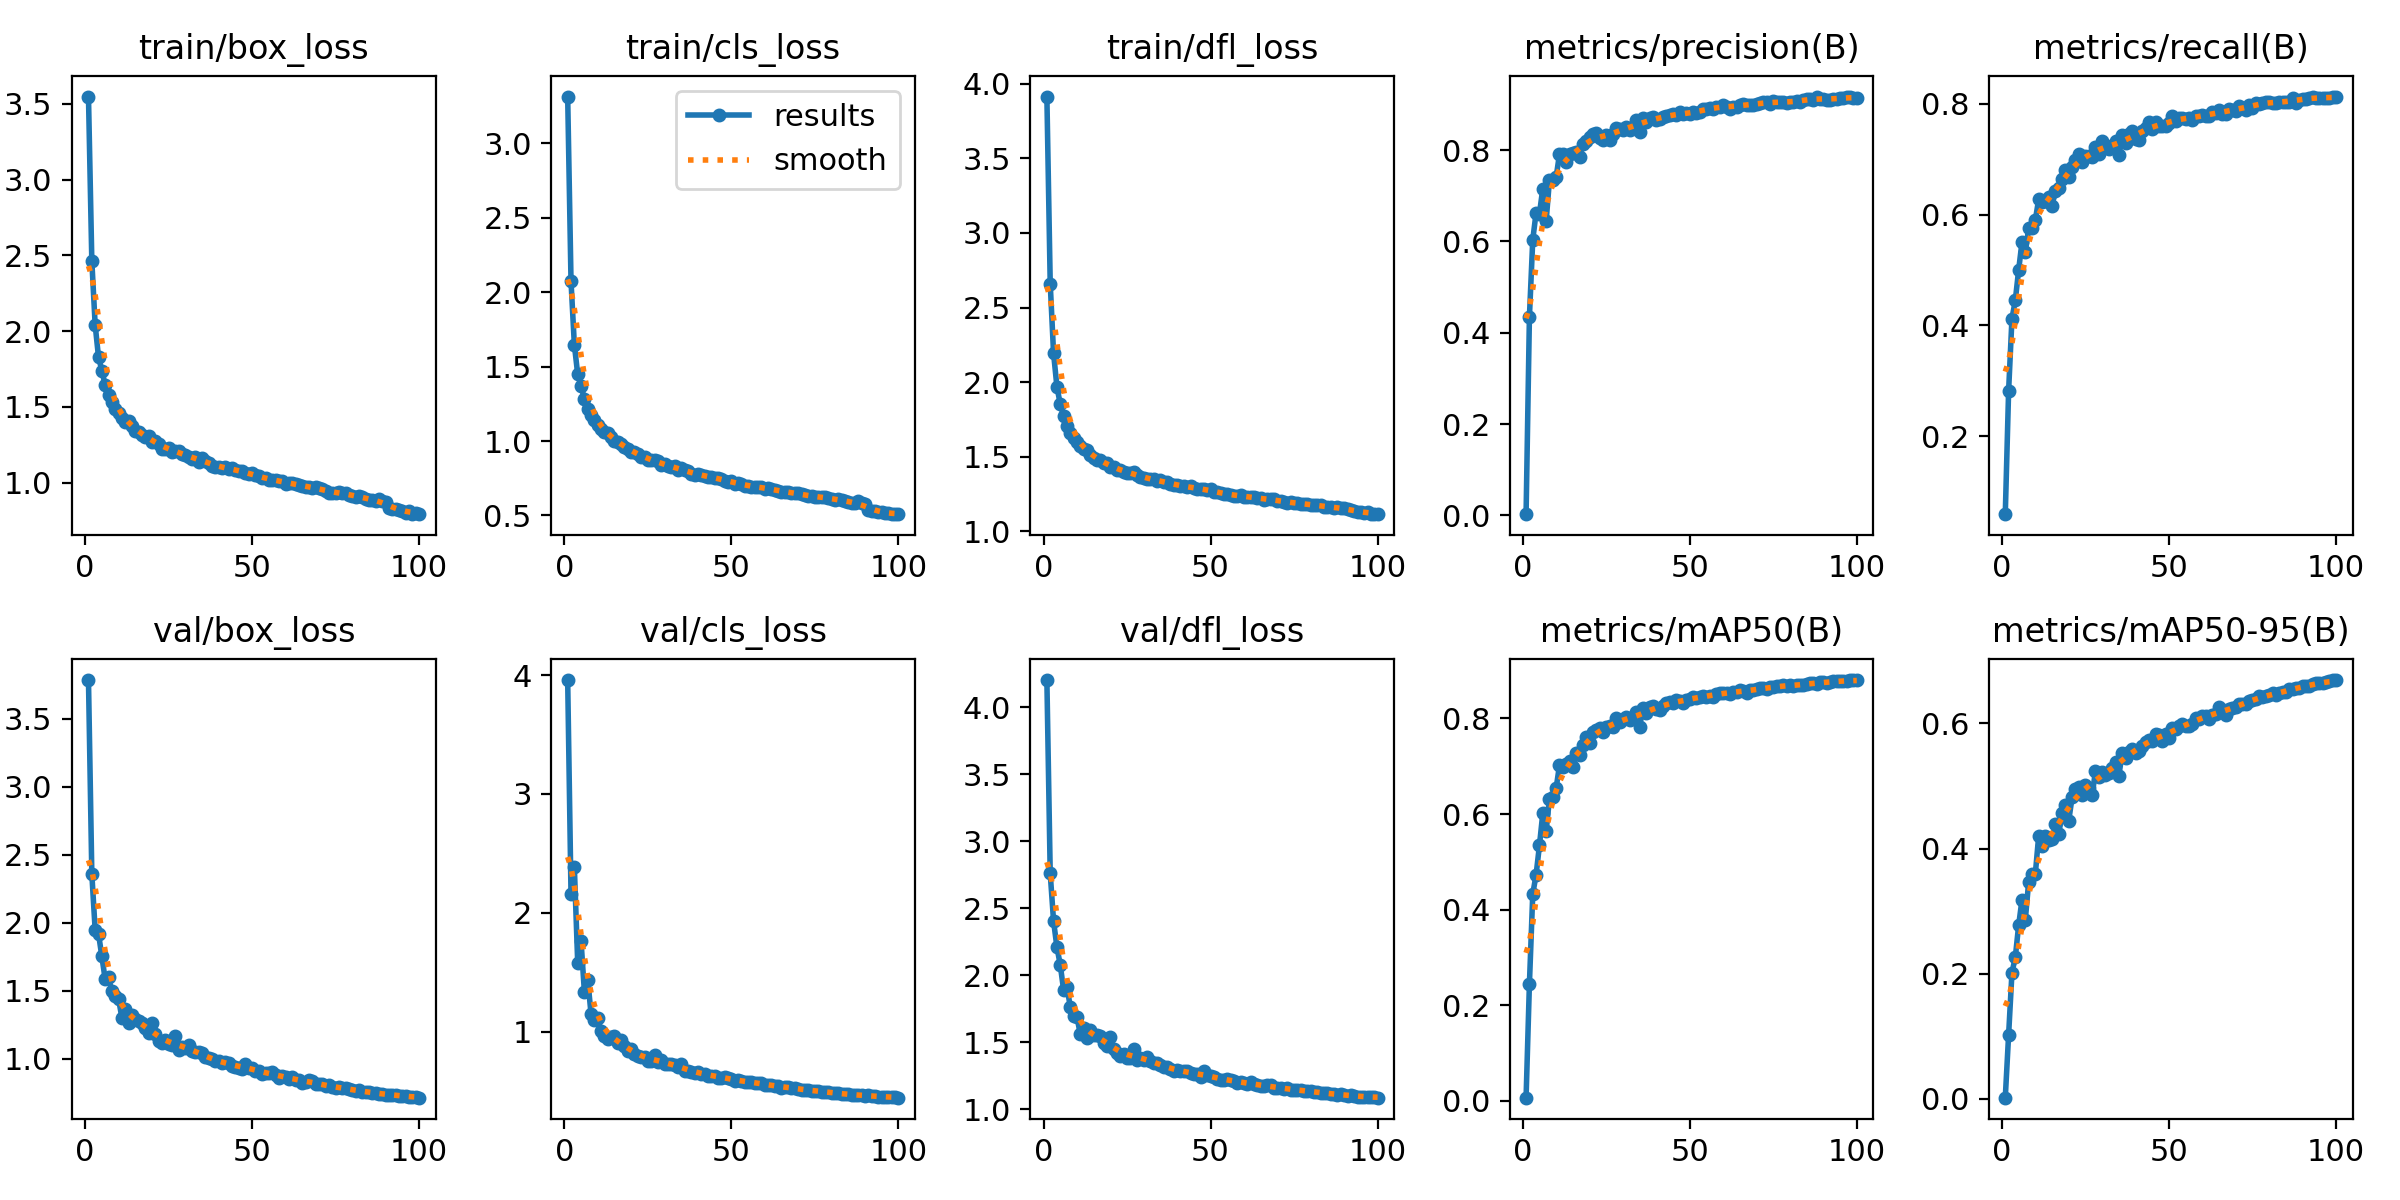 train/box_loss
3.5
3.0
2.5
2.0
1.5
1.0
0 50 100
train/cls_loss
results
smooth
3.0
2.5
2.0
1.5
1.0
0.5
0 50 100
train/dfl_loss
4.0
3.5
3.0
2.5
2.0
1.5
1.0
0 50 100
metrics/precision(B)
0.8
0.6
0.4
0.2
0.0
0 50 100
metrics/recall(B)
0.8
0.6
0.4
0.2
0 50 100
val/box_loss
3.5
3.0
2.5
2.0
1.5
1.0
0 50 100
val/cls_loss
4
3
2
1
0 50 100
val/dfl_loss
4.0
3.5
3.0
2.5
2.0
1.5
1.0
0 50 100
metrics/mAP50(B)
0.8
0.6
0.4
0.2
0.0
0 50 100
metrics/mAP50-95(B)
0.6
0.4
0.2
0.0
0 50 100